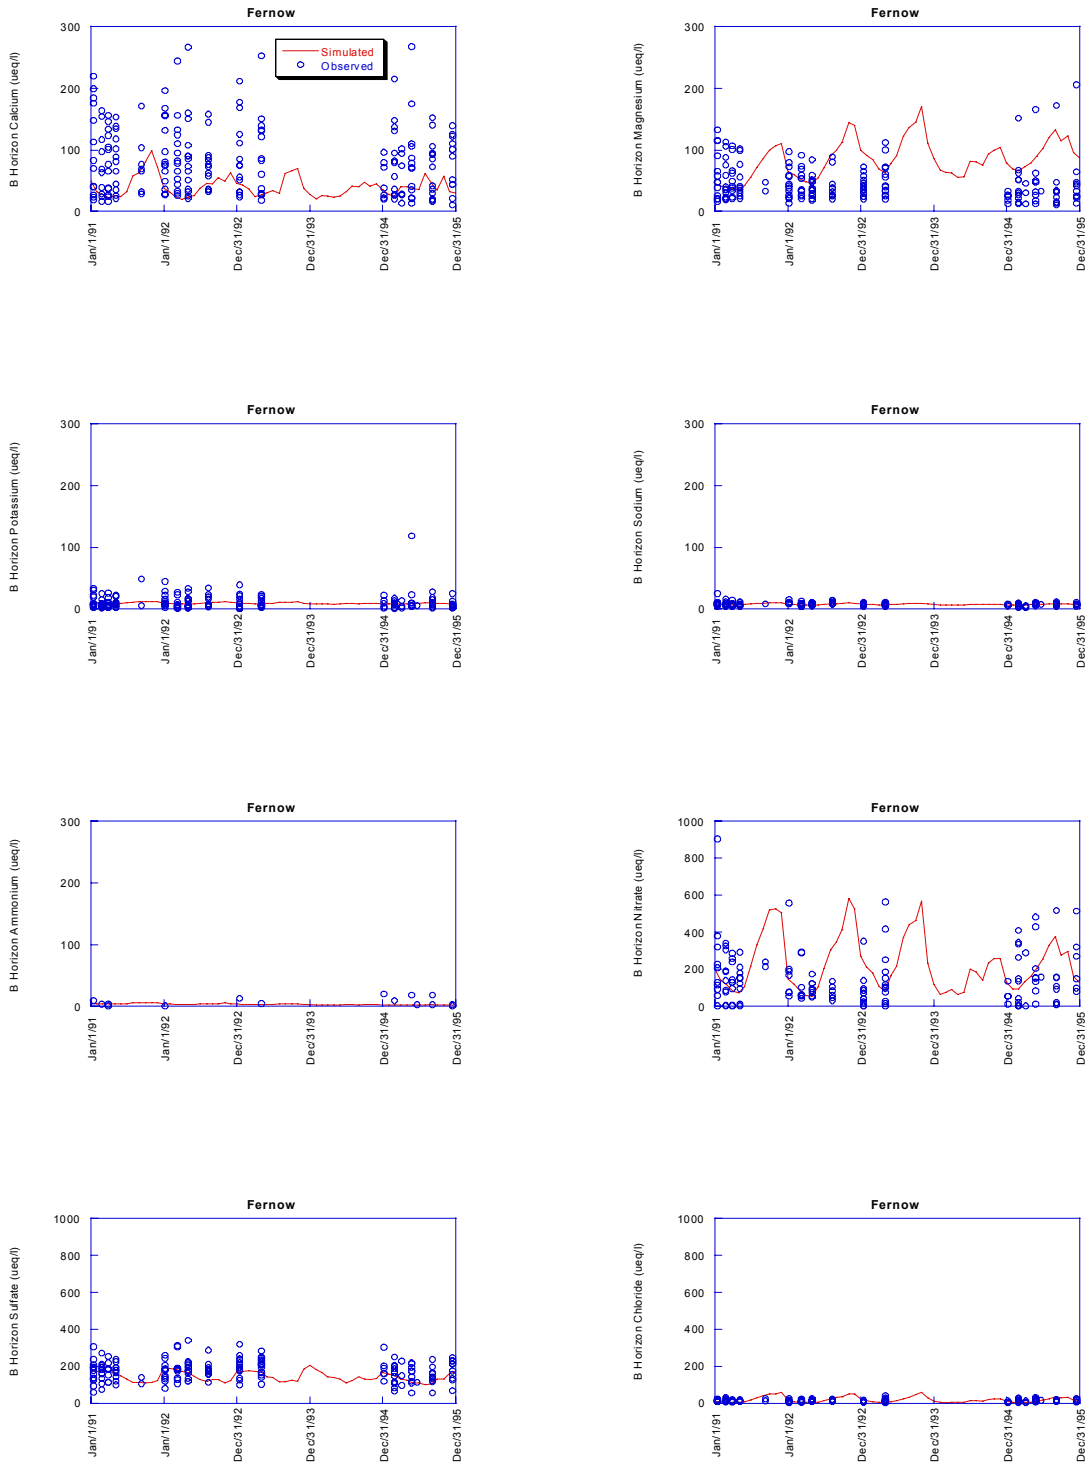 Fernow
B Horizon Calcium (ueq/l)
300
200
100
0
Simulated
Observed
Jan/1/91
Jan/1/92
Dec/31/92
Dec/31/93
Dec/31/94
Dec/31/95
Fernow
B Horizon Magnesium (ueq/l)
300
200
100
0
Jan/1/91
Jan/1/92
Dec/31/92
Dec/31/93
Dec/31/94
Dec/31/95
Fernow
B Horizon Potassium (ueq/l)
300
200
100
0
Jan/1/91
Jan/1/92
Dec/31/92
Dec/31/93
Dec/31/94
Dec/31/95
Fernow
B Horizon Sodium (ueq/l)
300
200
100
0
Jan/1/91
Jan/1/92
Dec/31/92
Dec/31/93
Dec/31/94
Dec/31/95
Fernow
B Horizon Ammonium (ueq/l)
300
200
100
0
Jan/1/91
Jan/1/92
Dec/31/92
Dec/31/93
Dec/31/94
Dec/31/95
Fernow
B Horizon Nitrate (ueq/l)
1000
800
600
400
200
0
Jan/1/91
Jan/1/92
Dec/31/92
Dec/31/93
Dec/31/94
Dec/31/95
Fernow
B Horizon Sulfate (ueq/l)
1000
800
600
400
200
0
Jan/1/91
Jan/1/92
Dec/31/92
Dec/31/93
Dec/31/94
Dec/31/95
Fernow
B Horizon Chloride (ueq/l)
1000
800
600
400
200
0
Jan/1/91
Jan/1/92
Dec/31/92
Dec/31/93
Dec/31/94
Dec/31/95